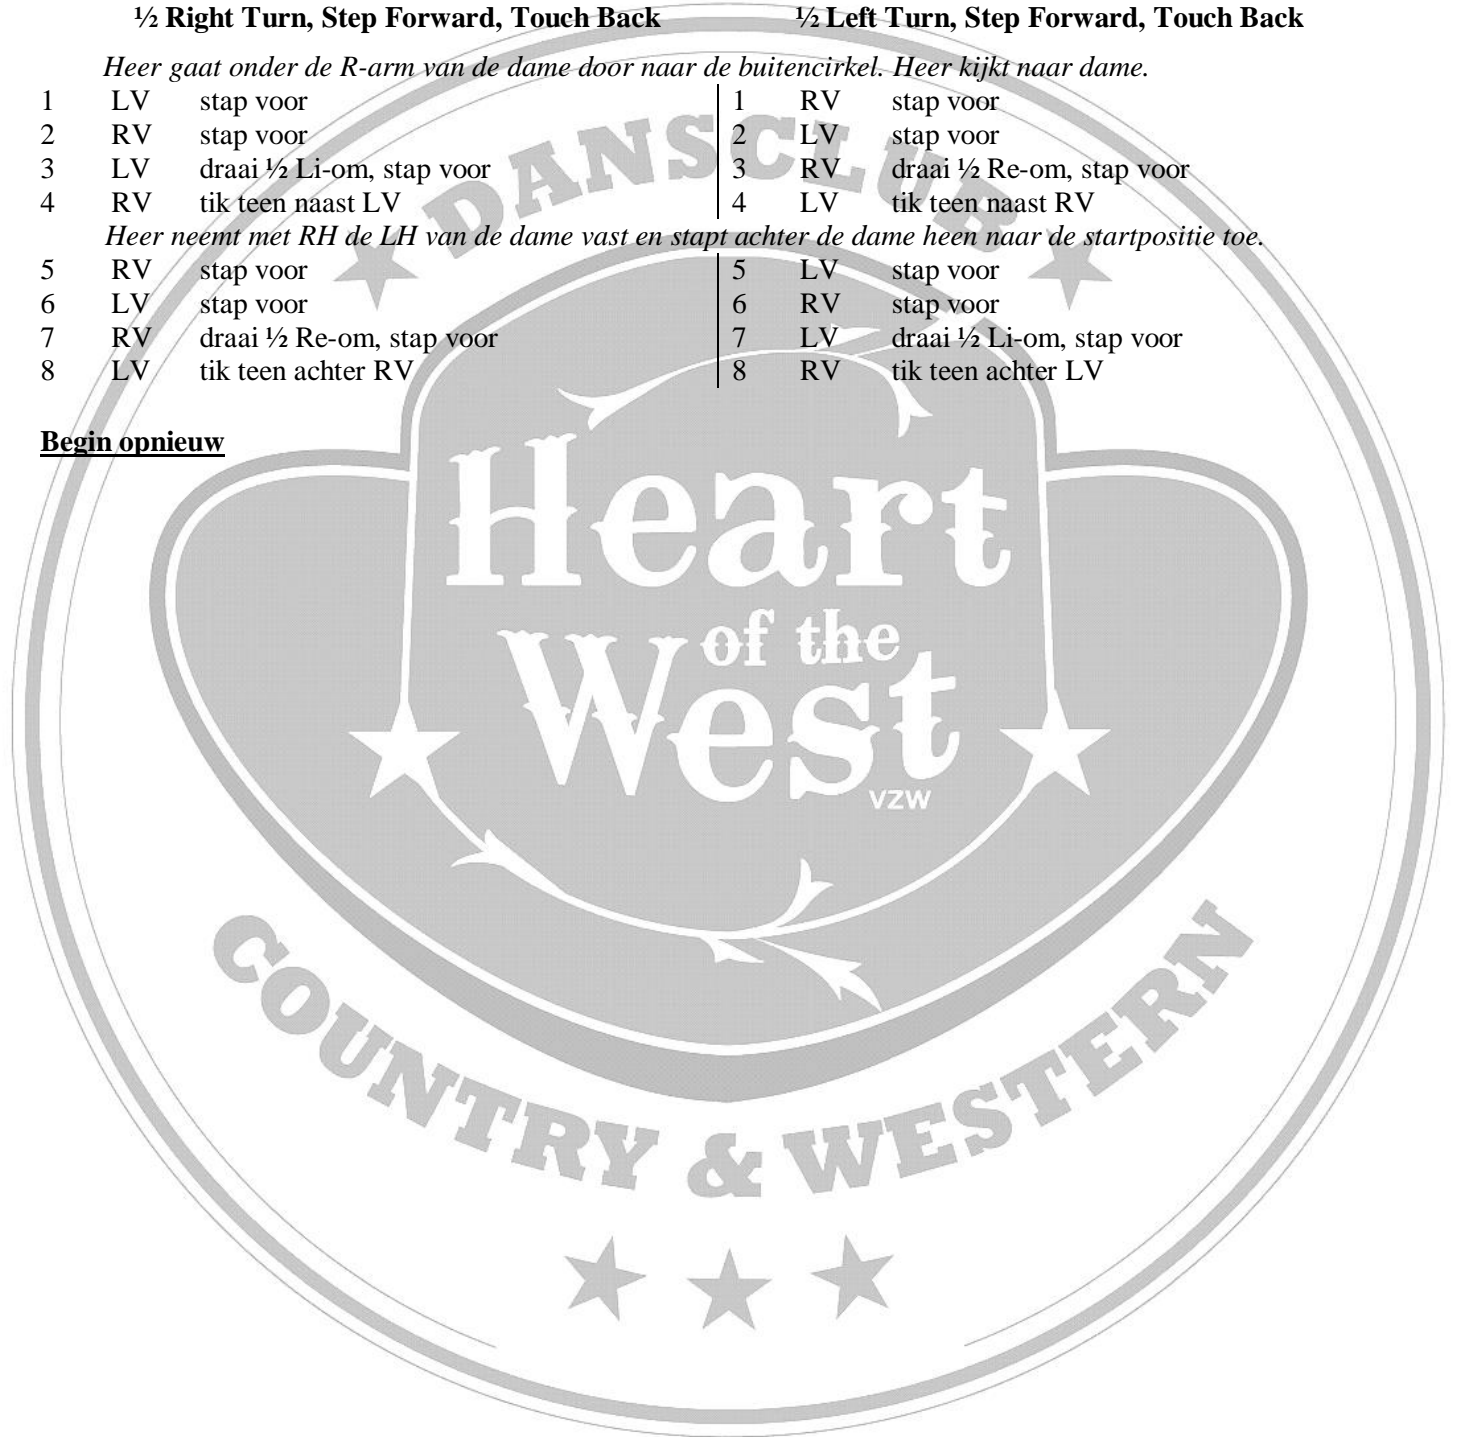 ½ Right Turn, Step Forward, Touch Back ½ Left Turn, Step Forward, Touch Back
Heer gaat onder de R-arm van de dame door naar de buitencirkel. Heer kijkt naar dame.
1 LV stap voor 1 RV stap voor
2 RV stap voor 2 LV stap voor
3 LV draai ½ Li-om, stap voor 3 RV draai ½ Re-om, stap voor
4 RV tik teen naast LV 4 LV tik teen naast RV
Heer neemt met RH de LH van de dame vast en stapt achter de dame heen naar de startpositie toe.
5 RV stap voor 5 LV stap voor
6 LV stap voor 6 RV stap voor
7 RV draai ½ Re-om, stap voor 7 LV draai ½ Li-om, stap voor
8 LV tik teen achter RV 8 RV tik teen achter LV
Begin opnieuw
DANSCLUB
Heart
of the
West
VZW
COUNTRY & WESTERN